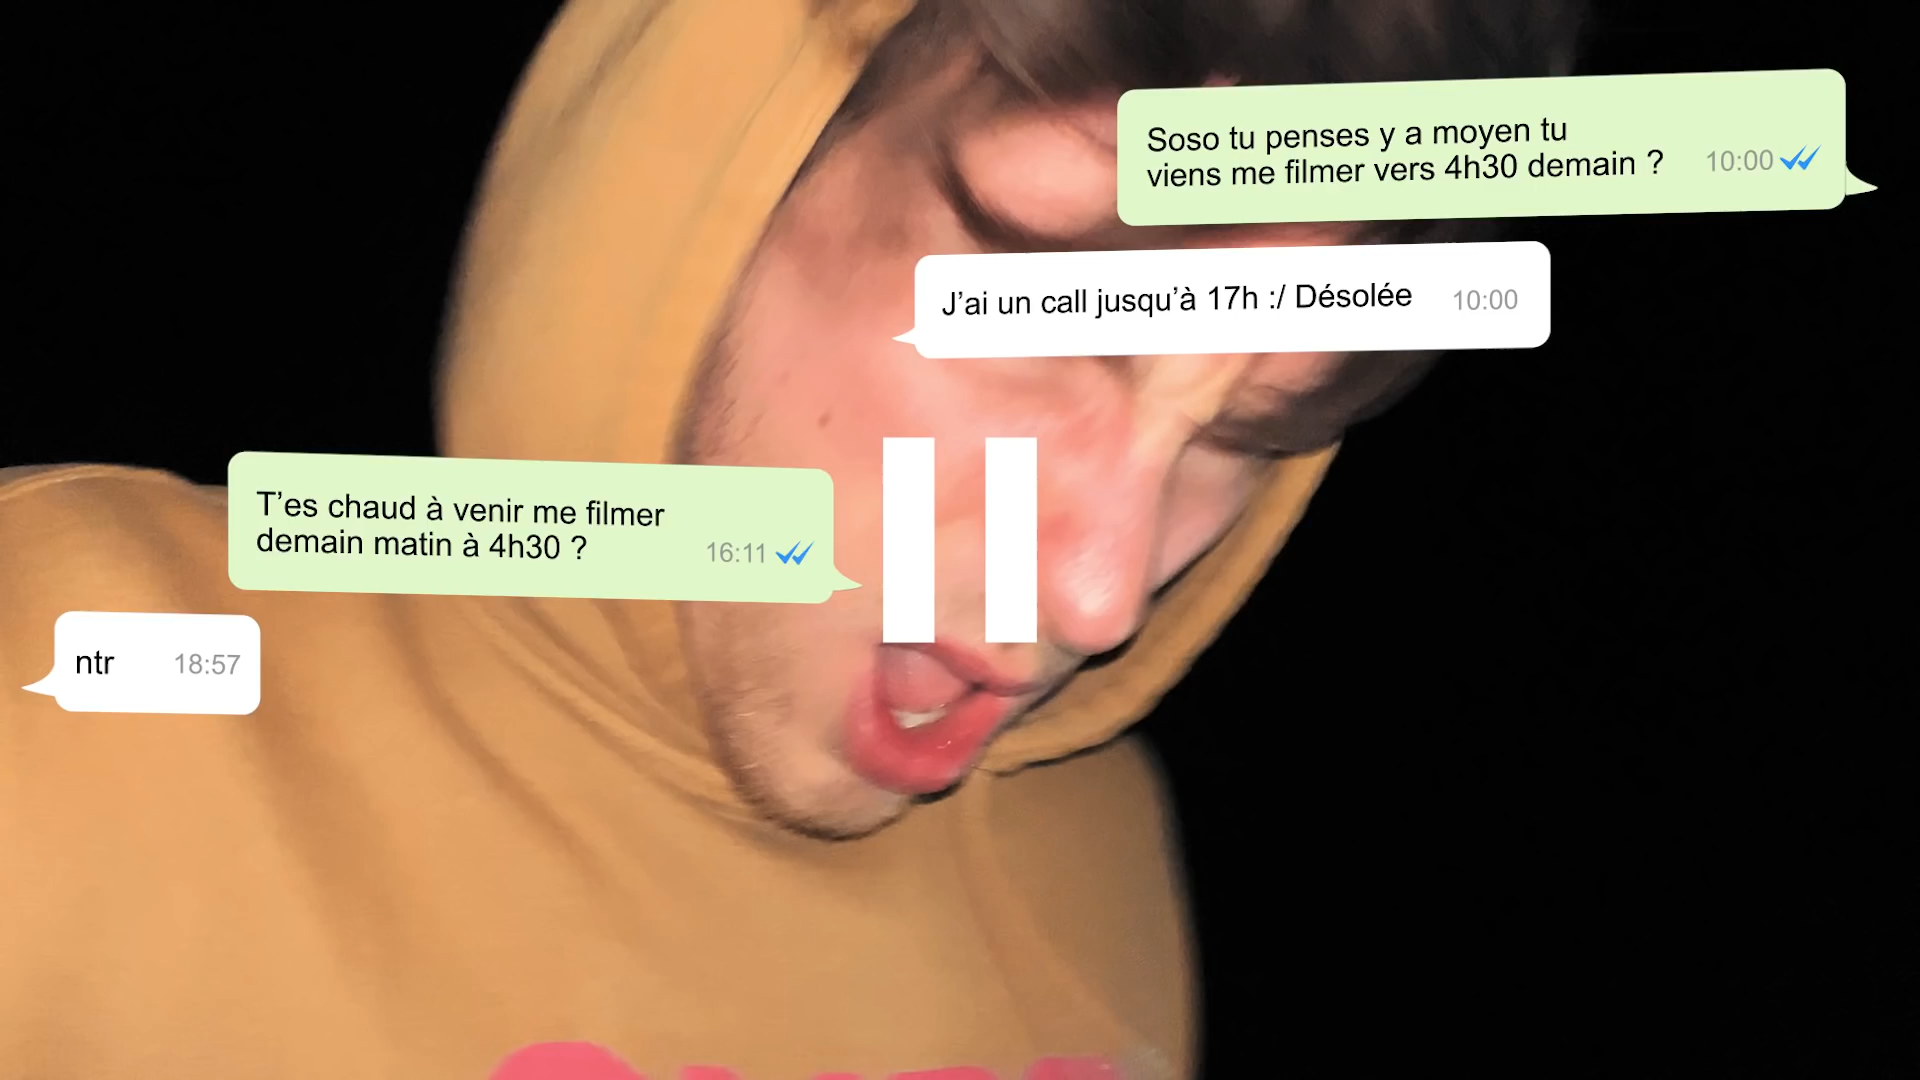 Soso tu penses y a moyen tu
viens me filmer vers 4h30 demain ? 10:00
J’ai un call jusqu’à 17h :/ Désolée 10:00
T’es chaud à venir me filmer
demain matin à 4h30 ? 16:11
ntr 18:57